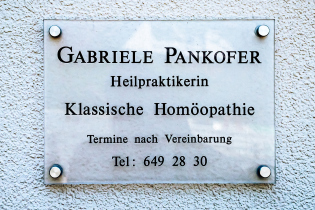 GABRIELE PANKOFER
Heilpraktikerin
Klassische Homöopathie
Termine nach Vereinbarung
Tel: 649 28 30